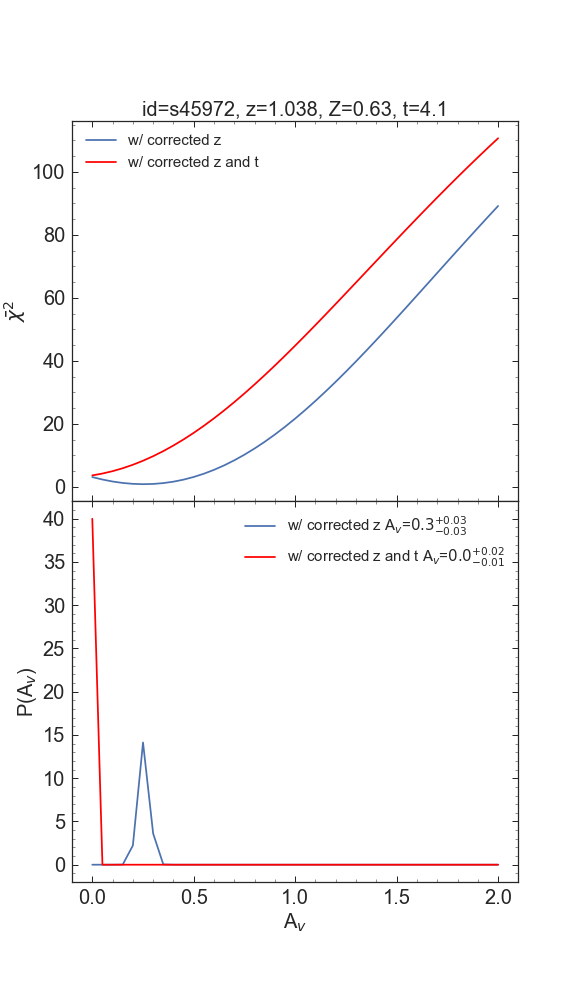 id=s45972, z=1.038, Z=0.63, t=4.1
w/ corrected z
w/ corrected z and t
100
80
60
40
20
0
χ̄²
w/ corrected z A_v=0.3^{+0.03}_{-0.03}
w/ corrected z and t A_v=0.0^{+0.02}_{-0.01}
40
35
30
25
20
15
10
5
0
P(A_v)
0.0 0.5 1.0 1.5 2.0
A_v